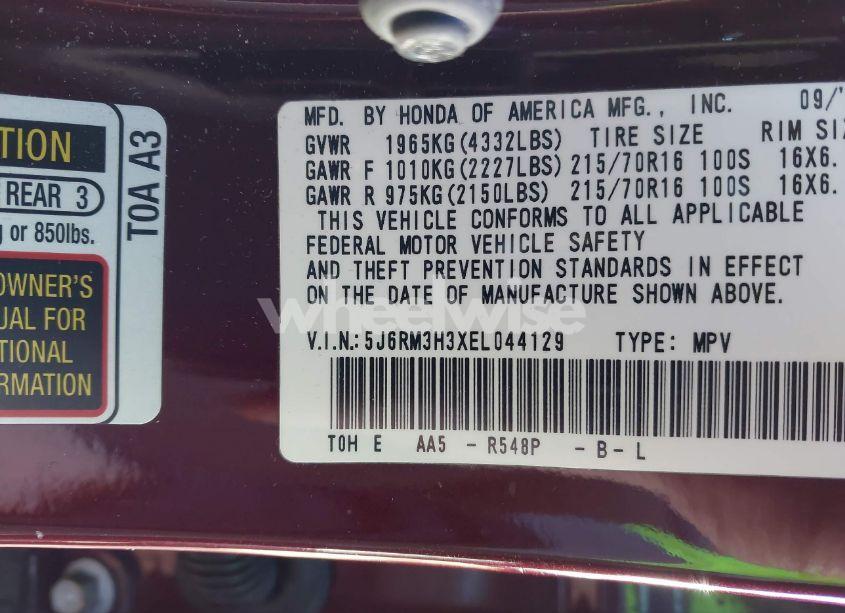 TION
REAR 3
g or 850lbs.
OWNER'S
UAL FOR
TIONAL
ORMATION
T0A A3
MFD. BY HONDA OF AMERICA MFG., INC. 09/
GVWR 1965KG(4332LBS) TIRE SIZE RIM SIZ
GAWR F 1010KG(2227LBS) 215/70R16 100S 16X6.
GAWR R 975KG(2150LBS) 215/70R16 100S 16X6.
THIS VEHICLE CONFORMS TO ALL APPLICABLE
FEDERAL MOTOR VEHICLE SAFETY
AND THEFT PREVENTION STANDARDS IN EFFECT
ON THE DATE OF MANUFACTURE SHOWN ABOVE.
wheelwise
V.I.N.: 5J6RM3H3XEL044129 TYPE: MPV
T0H E AA5 - R548P - B - L